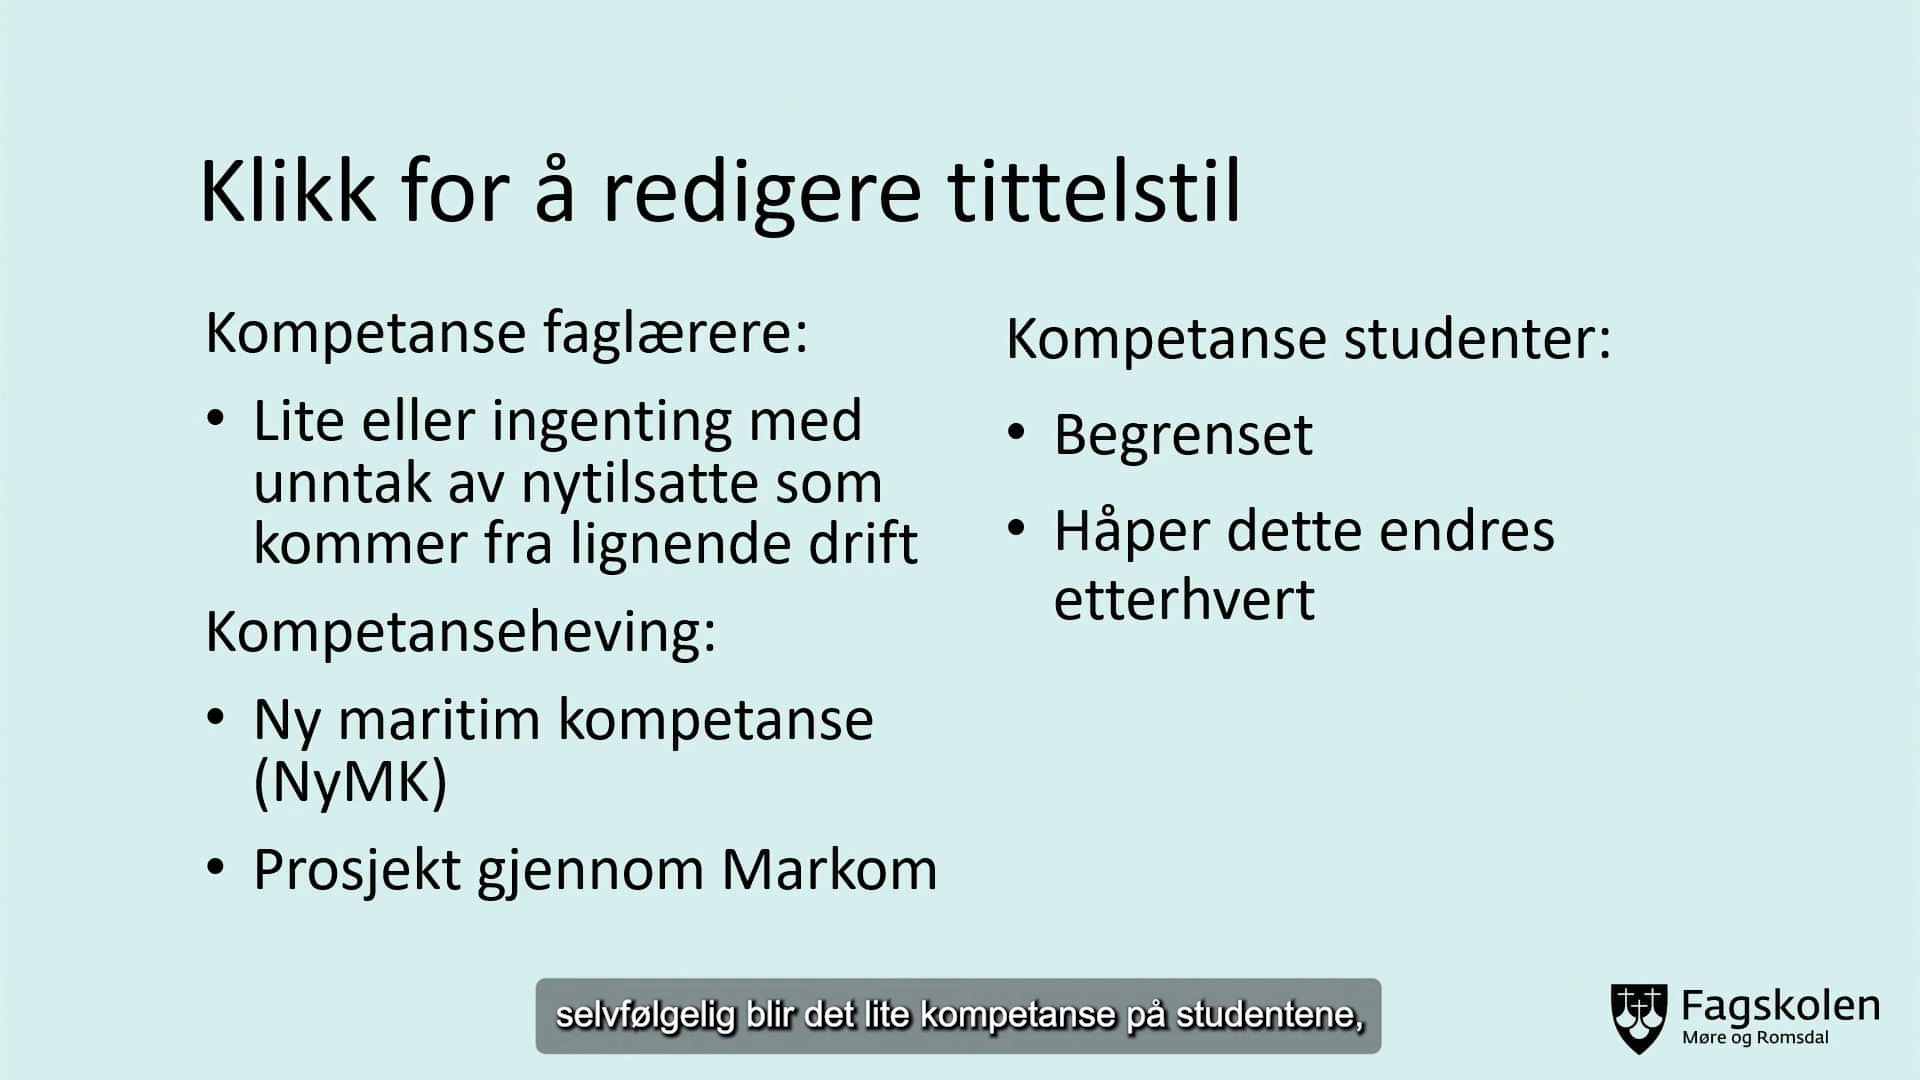 Klikk for å redigere tittelstil
Kompetanse faglærere:
• Lite eller ingenting med
unntak av nytilsatte som
kommer fra lignende drift
Kompetanseheving:
• Ny maritim kompetanse
(NyMK)
• Prosjekt gjennom Markom
Kompetanse studenter:
• Begrenset
• Håper dette endres
etterhvert
selvfølgelig blir det lite kompetanse på studentene,
Fagskolen
Møre og Romsdal